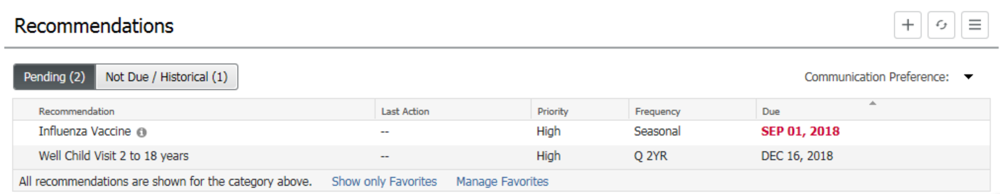 Recommendations
Pending (2) Not Due / Historical (1) Communication Preference:
Recommendation Last Action Priority Frequency Due
Influenza Vaccine -- High Seasonal SEP 01, 2018
Well Child Visit 2 to 18 years -- High Q 2YR DEC 16, 2018
All recommendations are shown for the category above. Show only Favorites Manage Favorites